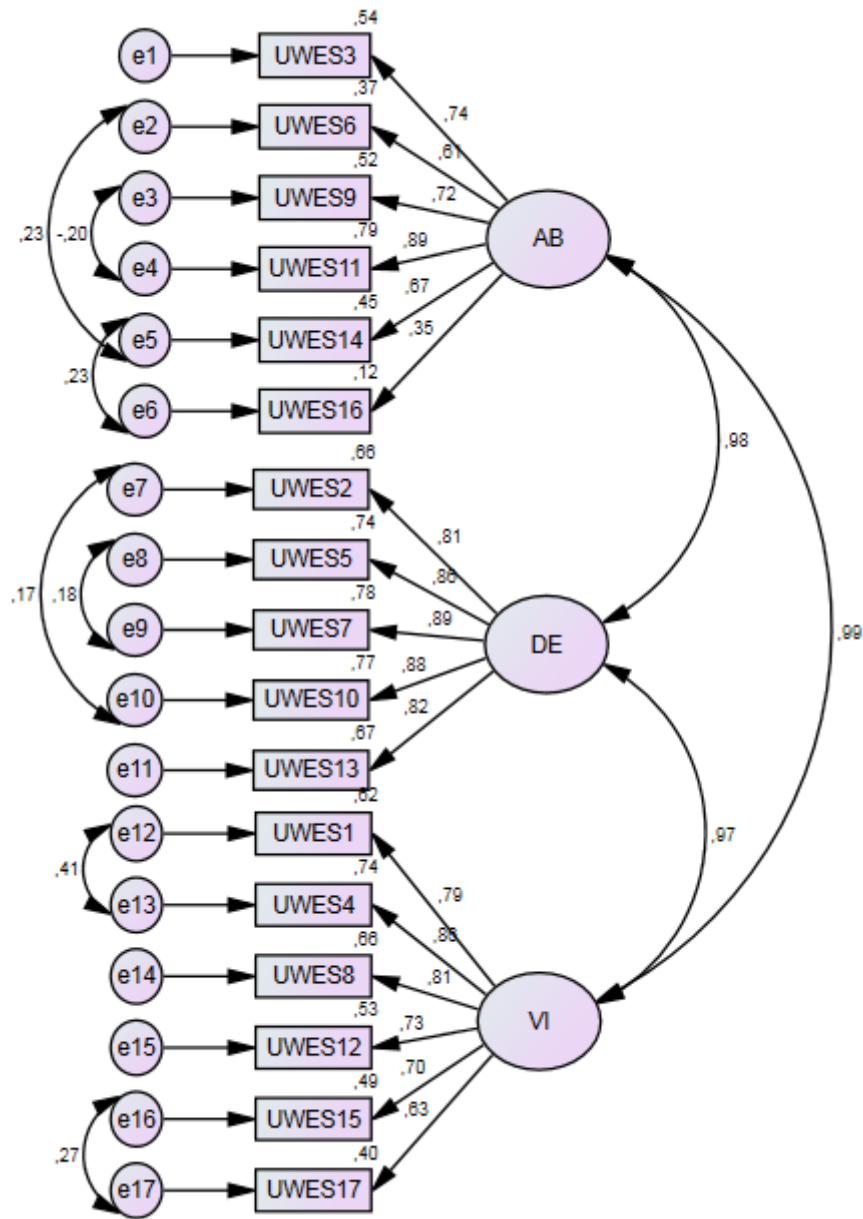 ,54
e1 UWES3
,37 ,74
e2 UWES6
,52 ,61
e3 UWES9 ,72
,23 -,20 ,79 AB
e4 UWES11 ,89
,45 ,67
e5 UWES14 ,35
,23 ,12
e6 UWES16
,98
,66
e7 UWES2
,74 ,81
e8 UWES5 ,86
,17 ,18 ,78
e9 UWES7 ,89 DE ,99
,77 ,88
e10 UWES10 ,82
,67
e11 UWES13
,62
e12 UWES1 ,97
,41 ,74 ,79
e13 UWES4 ,86
,66
e14 UWES8 ,81
,53 VI
e15 UWES12 ,73
,49 ,70
e16 UWES15 ,63
,27 ,40
e17 UWES17